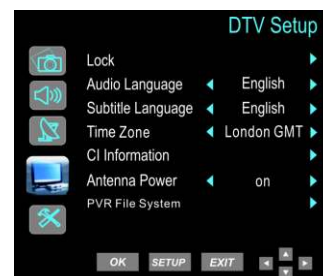 DTV Setup
Lock
Audio Language English
Subtitle Language English
Time Zone London GMT
CI Information
Antenna Power on
PVR File System
OK SETUP EXIT